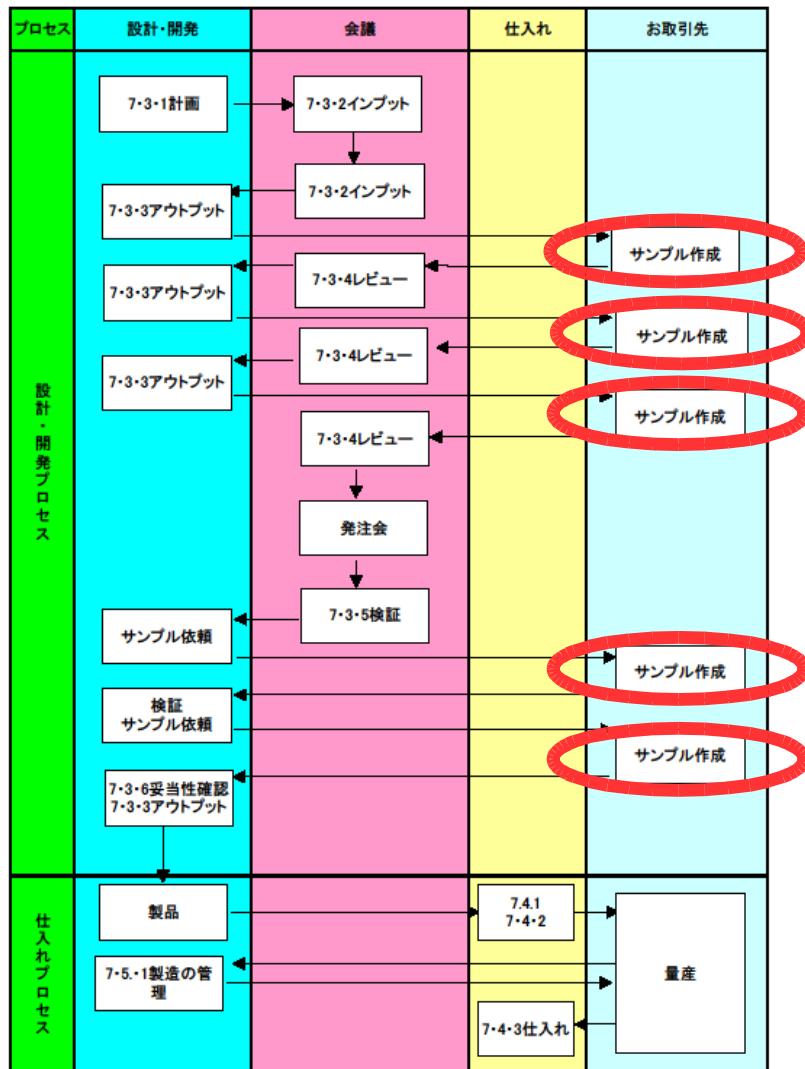 プロセス
設計・開発
会議
仕入れ
お取引先
設計・開発プロセス
7・3・1計画
7・3・2インプット
7・3・2インプット
7・3・3アウトプット
サンプル作成
7・3・4レビュー
7・3・3アウトプット
サンプル作成
7・3・4レビュー
7・3・3アウトプット
サンプル作成
7・3・4レビュー
発注会
7・3・5検証
サンプル依頼
サンプル作成
検証
サンプル依頼
サンプル作成
7・3・6妥当性確認
7・3・3アウトプット
仕入れプロセス
製品
7.4.1
7・4・2
量産
7・5.・1製造の管
理
7・4・3仕入れ